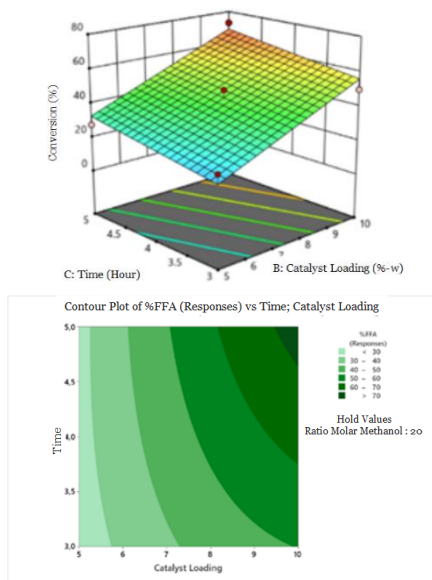 80
60
40
20
0
Conversion (%)
5
4.5
4
3.5
3
5
6
7
8
9
10
C: Time (Hour)
B: Catalyst Loading (%-w)
Contour Plot of %FFA (Responses) vs Time; Catalyst Loading
5,0
4,5
4,0
3,5
3,0
Time
5
6
7
8
9
10
Catalyst Loading
%FFA
(Responses)
< 30
30 – 40
40 – 50
50 – 60
60 – 70
> 70
Hold Values
Ratio Molar Methanol : 20